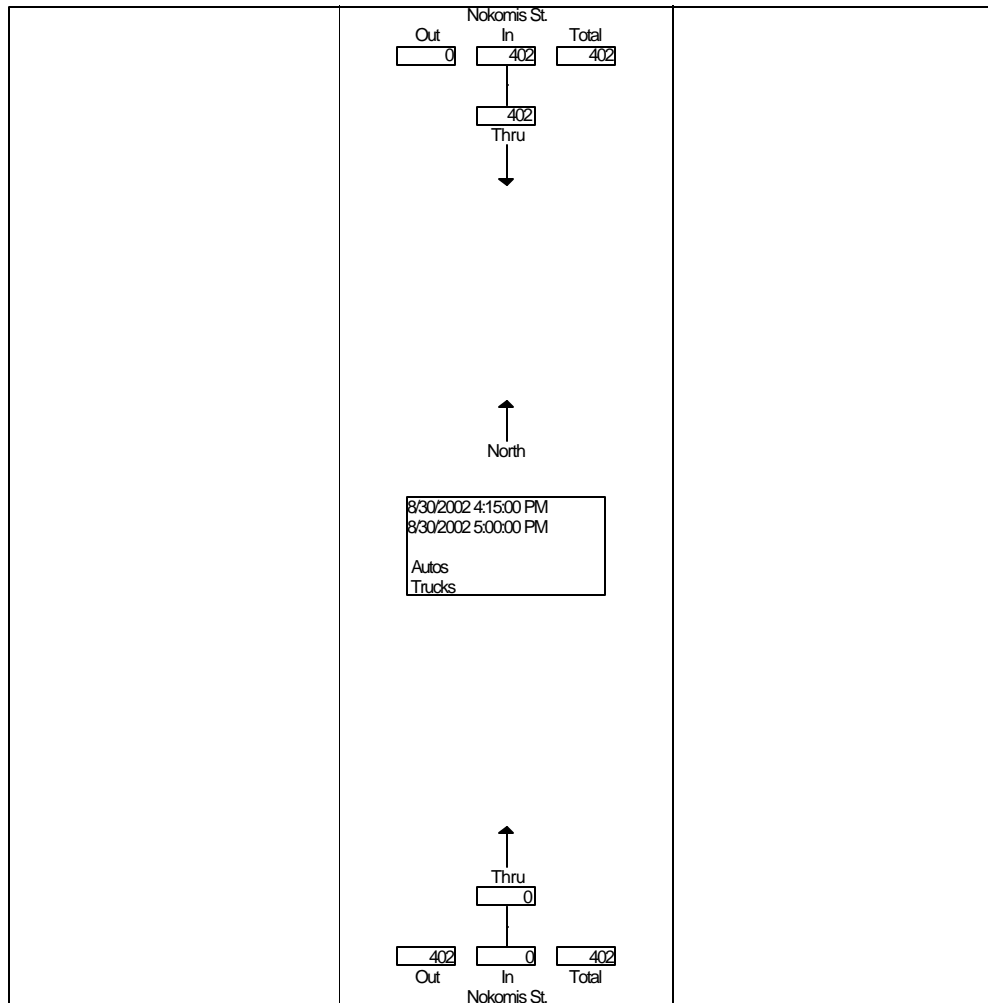 Nokomis St.
Out In Total
0 402 402
402
Thru
North
8/30/2002 4:15:00 PM
8/30/2002 5:00:00 PM
Autos
Trucks
Thru
0
402 0 402
Out In Total
Nokomis St.